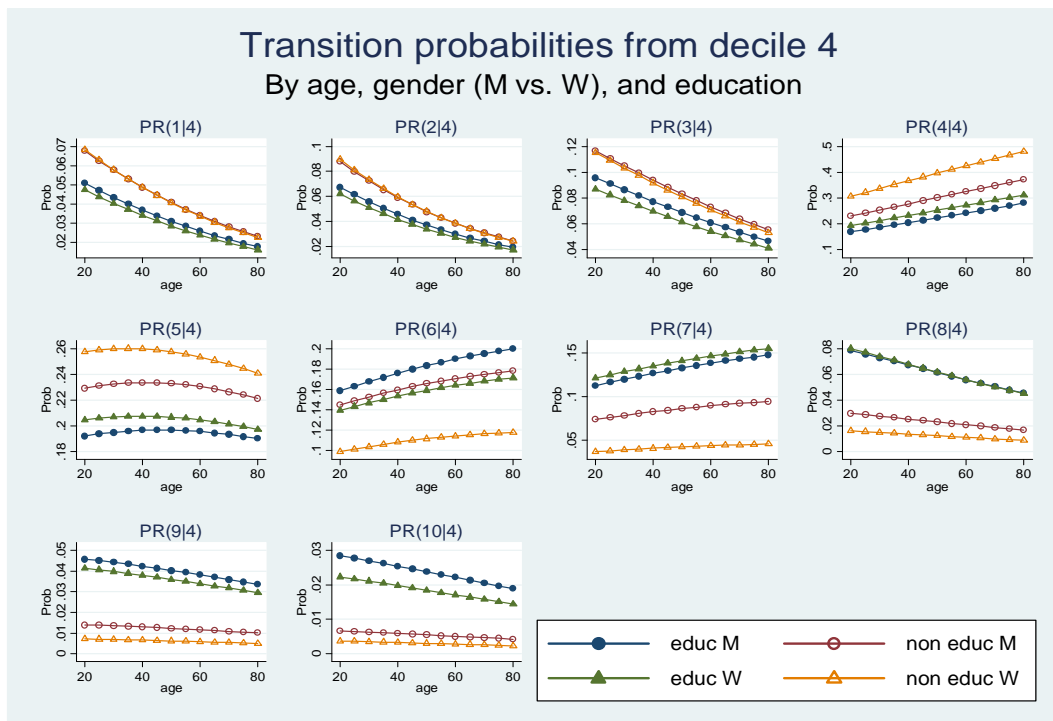 Transition probabilities from decile 4
By age, gender (M vs. W), and education
PR(1|4)
Prob
.02.03.04.05.06.07
20 40 60 80
age
PR(2|4)
Prob
.02 .04 .06 .08 .1
20 40 60 80
age
PR(3|4)
Prob
.04 .06 .08 .1 .12
20 40 60 80
age
PR(4|4)
Prob
.1 .2 .3 .4 .5
20 40 60 80
age
PR(5|4)
Prob
.18 .2 .22 .24 .26
20 40 60 80
age
PR(6|4)
Prob
.1 .12 .14 .16 .18 .2
20 40 60 80
age
PR(7|4)
Prob
.05 .1 .15
20 40 60 80
age
PR(8|4)
Prob
0 .02 .04 .06 .08
20 40 60 80
age
PR(9|4)
Prob
0 .01 .02 .03 .04 .05
20 40 60 80
age
PR(10|4)
Prob
0 .01 .02 .03
20 40 60 80
age
educ M non educ M
educ W non educ W